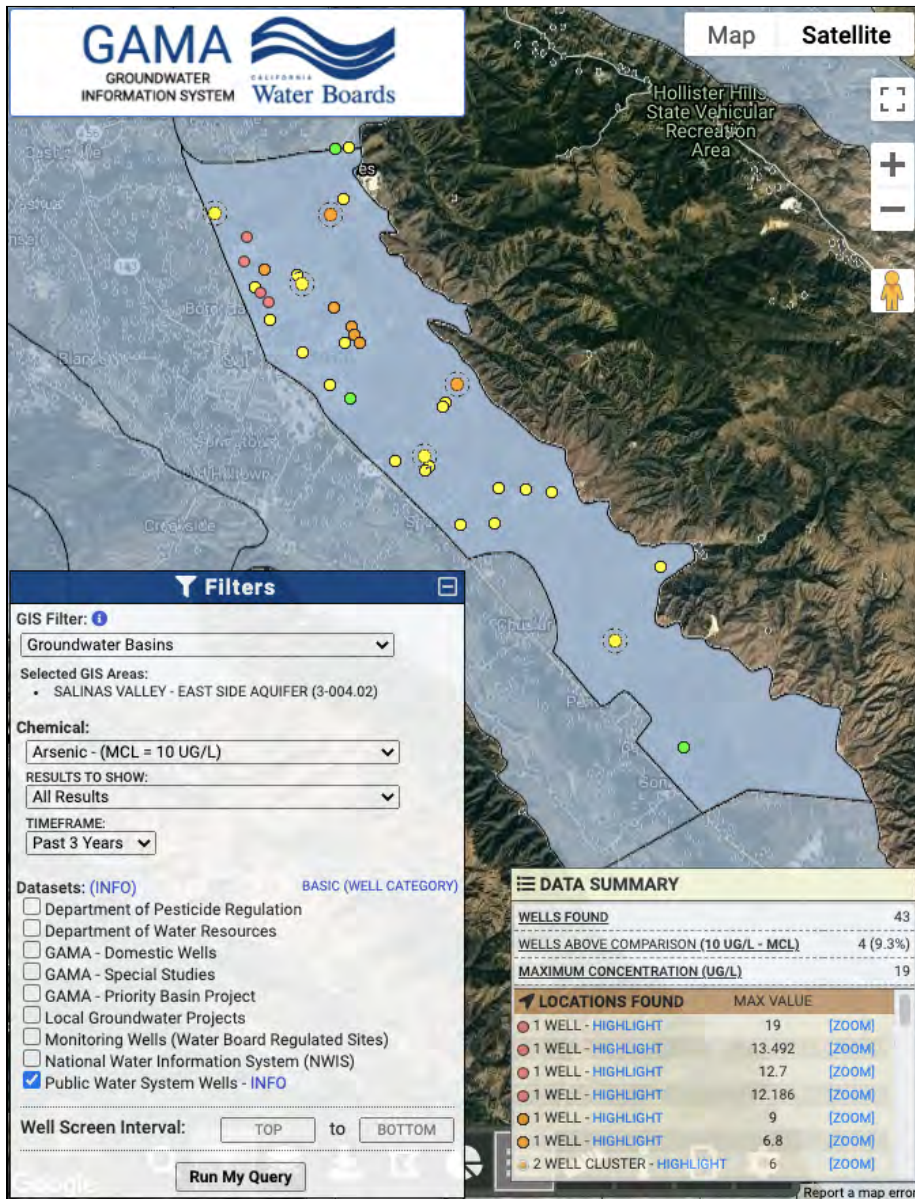 GAMA
GROUNDWATER
INFORMATION SYSTEM
CALIFORNIA
Water Boards
Map
Satellite
Hollister Hills
State Vehicular
Recreation
Area
es
183
Creekside
Filters
GIS Filter:
Groundwater Basins
Selected GIS Areas:
• SALINAS VALLEY - EAST SIDE AQUIFER (3-004.02)
Chemical:
Arsenic - (MCL = 10 UG/L)
RESULTS TO SHOW:
All Results
TIMEFRAME:
Past 3 Years
Datasets: (INFO)
BASIC (WELL CATEGORY)
Department of Pesticide Regulation
Department of Water Resources
GAMA - Domestic Wells
GAMA - Special Studies
GAMA - Priority Basin Project
Local Groundwater Projects
Monitoring Wells (Water Board Regulated Sites)
National Water Information System (NWIS)
Public Water System Wells - INFO
Well Screen Interval: TOP to BOTTOM
Run My Query
Google
DATA SUMMARY
WELLS FOUND 43
WELLS ABOVE COMPARISON (10 UG/L - MCL) 4 (9.3%)
MAXIMUM CONCENTRATION (UG/L) 19
LOCATIONS FOUND MAX VALUE
1 WELL - HIGHLIGHT 19 [ZOOM]
1 WELL - HIGHLIGHT 13.492 [ZOOM]
1 WELL - HIGHLIGHT 12.7 [ZOOM]
1 WELL - HIGHLIGHT 12.186 [ZOOM]
1 WELL - HIGHLIGHT 9 [ZOOM]
1 WELL - HIGHLIGHT 6.8 [ZOOM]
2 WELL CLUSTER - HIGHLIGHT 6 [ZOOM]
Report a map error